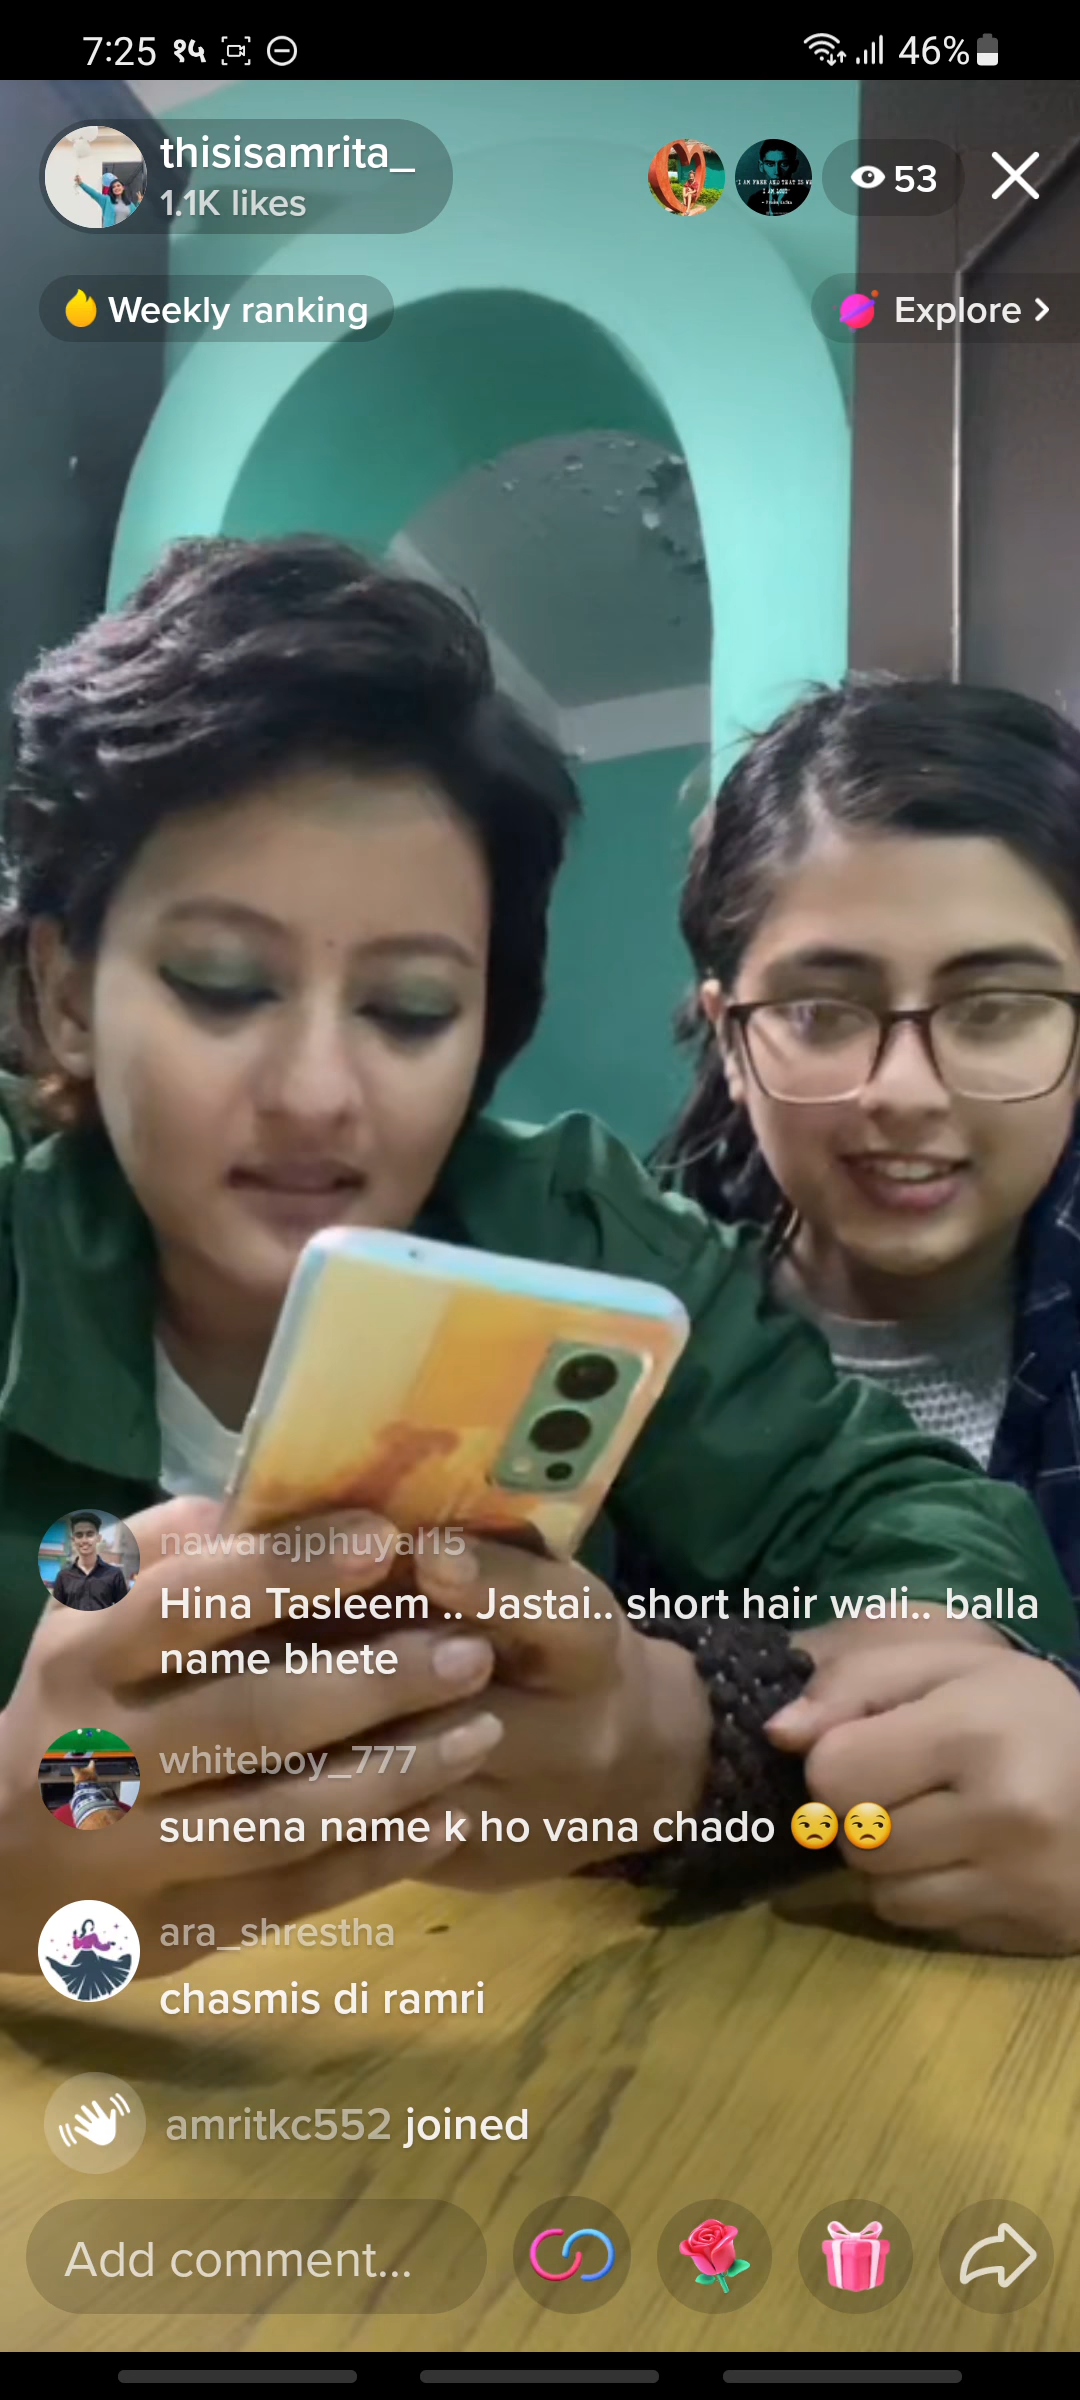 7:25 १५ 46%
thisisamrita_
1.1K likes
53
Weekly ranking
Explore
nawarajphuyal15
Hina Tasleem .. Jastai.. short hair wali.. balla
name bhete
whiteboy_777
sunena name k ho vana chado 😒😒
ara_shrestha
chasmis di ramri
amritkc552 joined
Add comment...